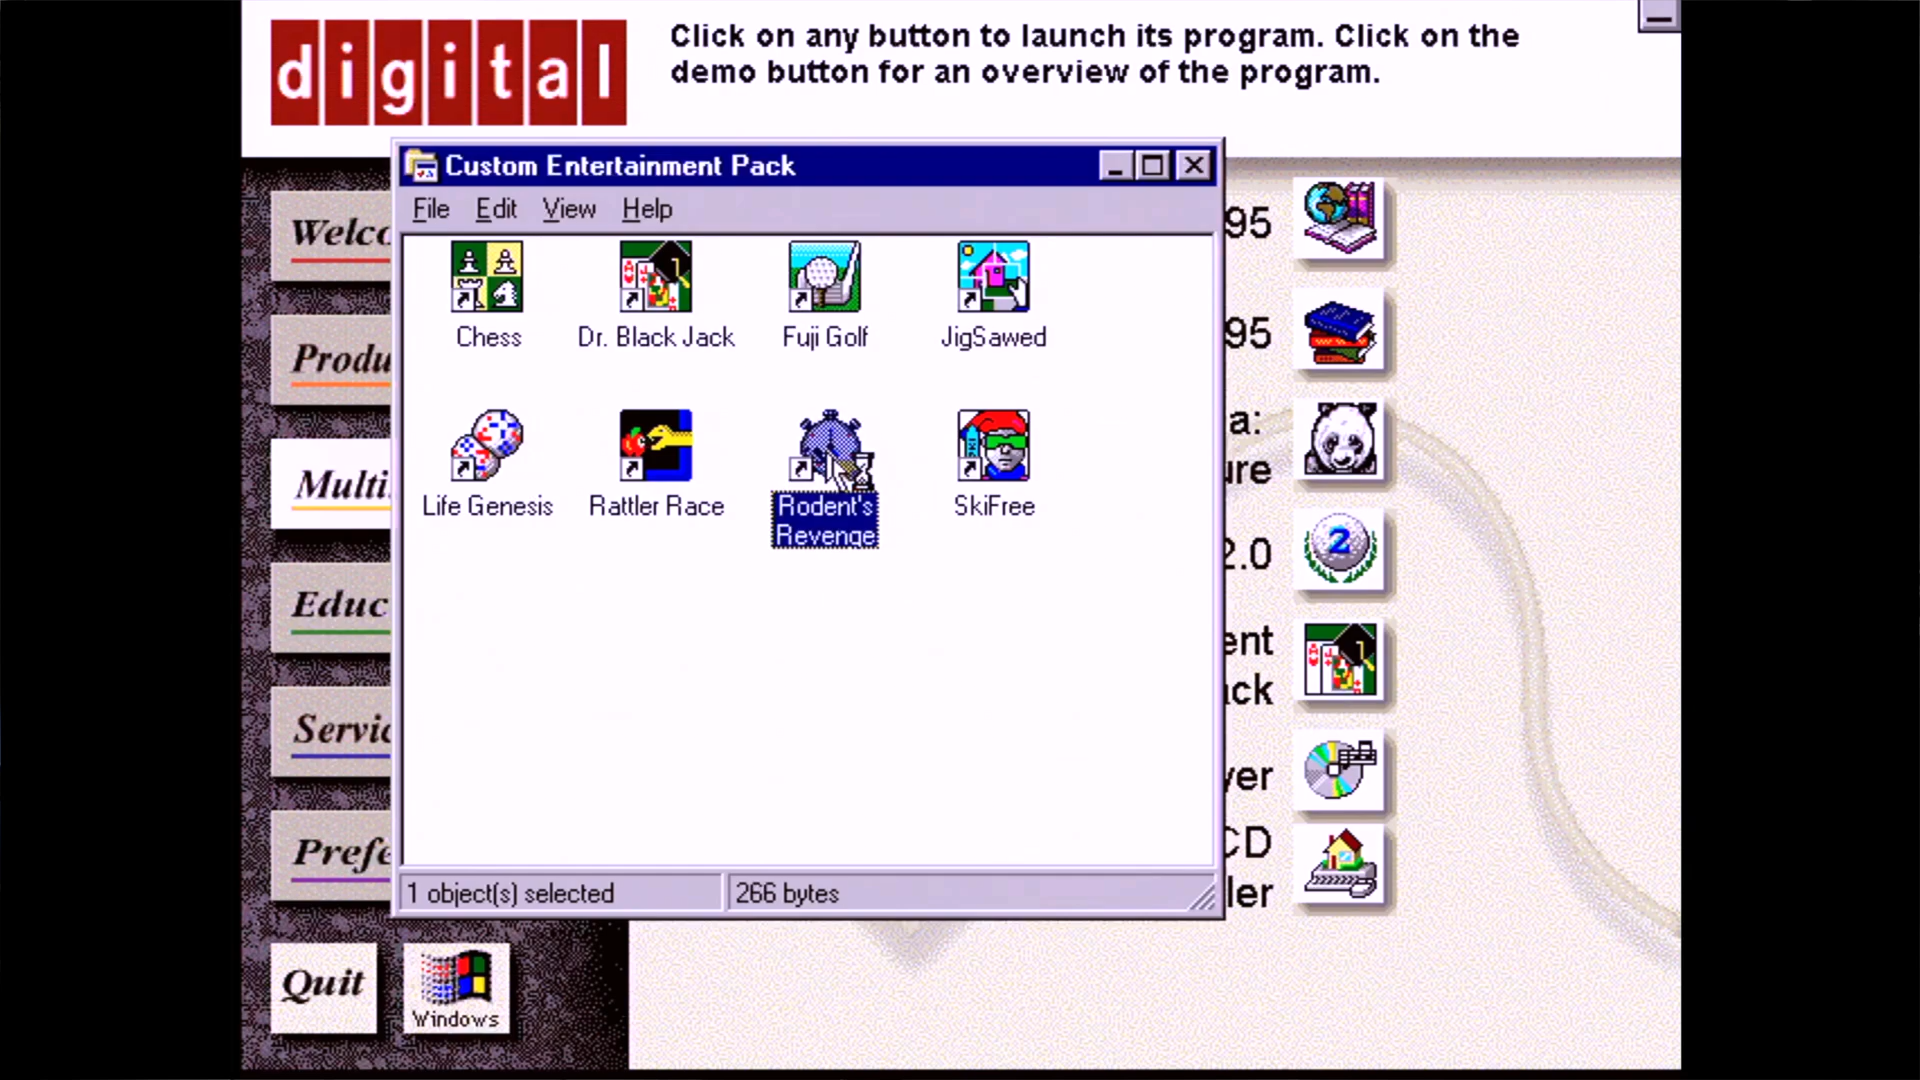 digital
Click on any button to launch its program. Click on the
demo button for an overview of the program.
Custom Entertainment Pack
File Edit View Help
Chess
Dr. Black Jack
Fuji Golf
JigSawed
Life Genesis
Rattler Race
Rodent's
Revenge
SkiFree
1 object(s) selected
266 bytes
Welco
Produ
Multi
Educ
Servic
Prefe
Quit
Windows
95
95
a:
ure
2.0
ent
ack
yer
CD
ler
2